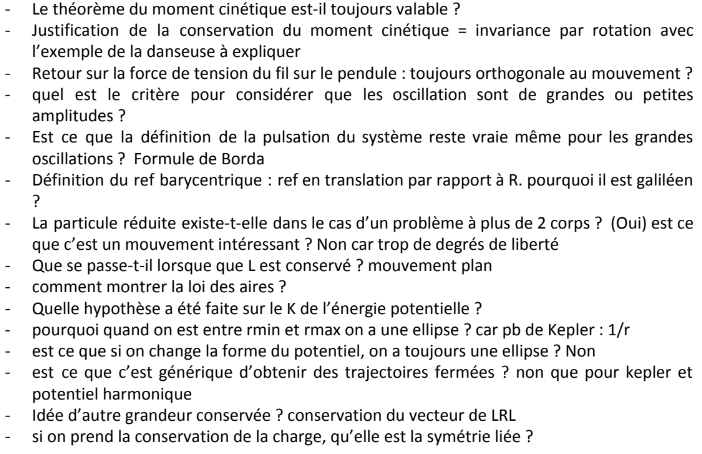 - Le théorème du moment cinétique est-il toujours valable ?
- Justification de la conservation du moment cinétique = invariance par rotation avec
l'exemple de la danseuse à expliquer
- Retour sur la force de tension du fil sur le pendule : toujours orthogonale au mouvement ?
- quel est le critère pour considérer que les oscillation sont de grandes ou petites
amplitudes ?
- Est ce que la définition de la pulsation du système reste vraie même pour les grandes
oscillations ? Formule de Borda
- Définition du ref barycentrique : ref en translation par rapport à R. pourquoi il est galiléen
?
- La particule réduite existe-t-elle dans le cas d'un problème à plus de 2 corps ? (Oui) est ce
que c'est un mouvement intéressant ? Non car trop de degrés de liberté
- Que se passe-t-il lorsque que L est conservé ? mouvement plan
- comment montrer la loi des aires ?
- Quelle hypothèse a été faite sur le K de l'énergie potentielle ?
- pourquoi quand on est entre rmin et rmax on a une ellipse ? car pb de Kepler : 1/r
- est ce que si on change la forme du potentiel, on a toujours une ellipse ? Non
- est ce que c'est générique d'obtenir des trajectoires fermées ? non que pour kepler et
potentiel harmonique
- Idée d'autre grandeur conservée ? conservation du vecteur de LRL
- si on prend la conservation de la charge, qu'elle est la symétrie liée ?